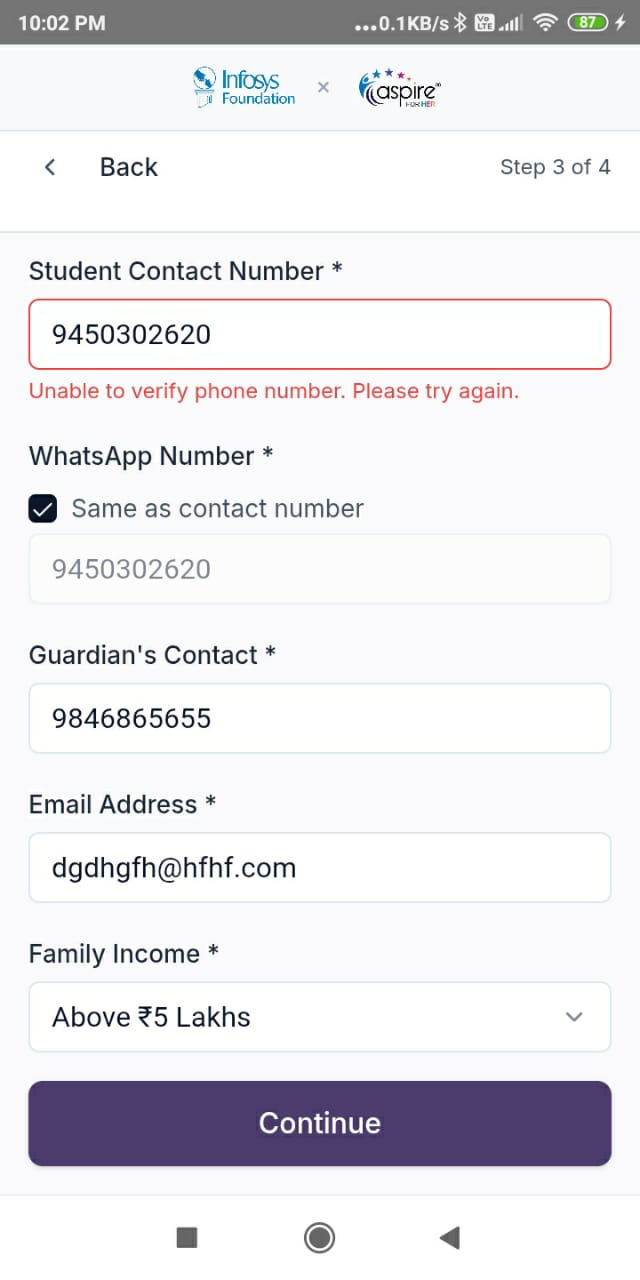 10:02 PM
...0.1KB/s Vo LTE 87
Infosys Foundation × aspire FOR HER
Back
Step 3 of 4
Student Contact Number *
9450302620
Unable to verify phone number. Please try again.
WhatsApp Number *
Same as contact number
9450302620
Guardian's Contact *
9846865655
Email Address *
dgdhgfh@hfhf.com
Family Income *
Above ₹5 Lakhs
Continue